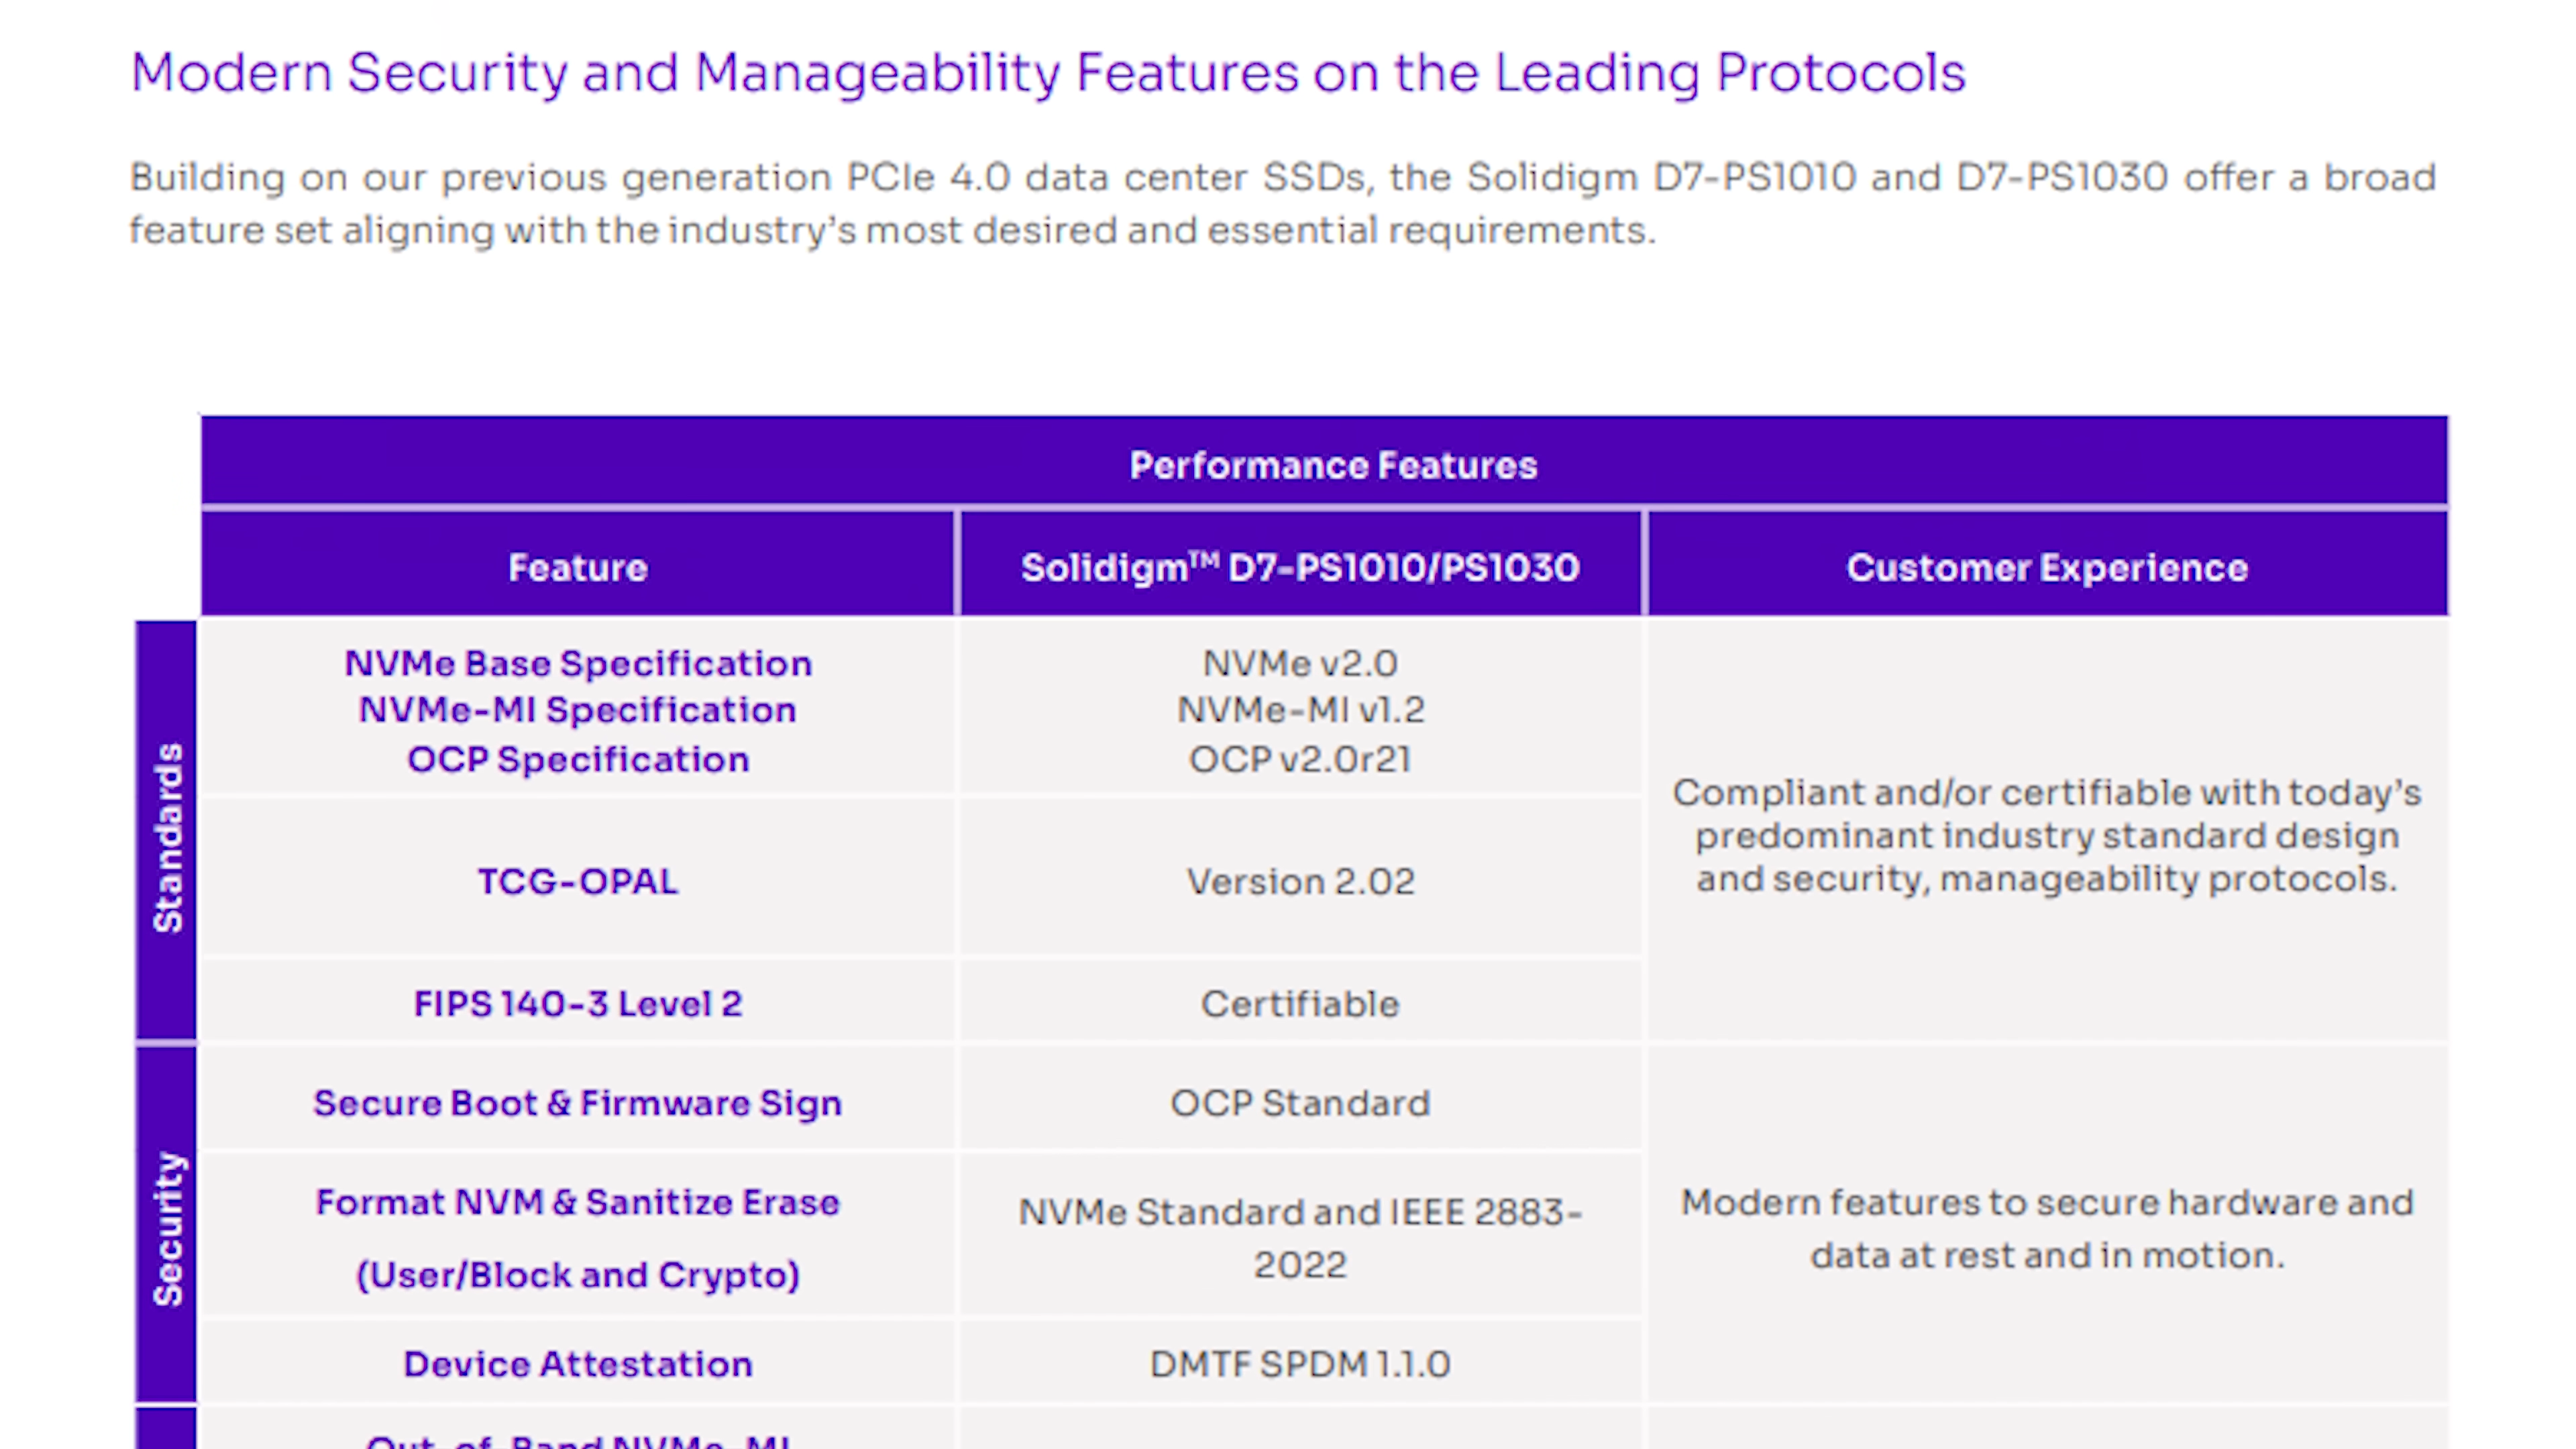 Modern Security and Manageability Features on the Leading Protocols
Building on our previous generation PCIe 4.0 data center SSDs, the Solidigm D7-PS1010 and D7-PS1030 offer a broad
feature set aligning with the industry’s most desired and essential requirements.
Performance Features
Feature
Solidigm™ D7-PS1010/PS1030
Customer Experience
Standards
NVMe Base Specification
NVMe-MI Specification
OCP Specification
NVMe v2.0
NVMe-MI v1.2
OCP v2.0r21
Compliant and/or certifiable with today’s
predominant industry standard design
and security, manageability protocols.
TCG-OPAL
Version 2.02
FIPS 140-3 Level 2
Certifiable
Security
Secure Boot & Firmware Sign
OCP Standard
Modern features to secure hardware and
data at rest and in motion.
Format NVM & Sanitize Erase
(User/Block and Crypto)
NVMe Standard and IEEE 2883-
2022
Device Attestation
DMTF SPDM 1.1.0
Out-of-Band NVMe-MI